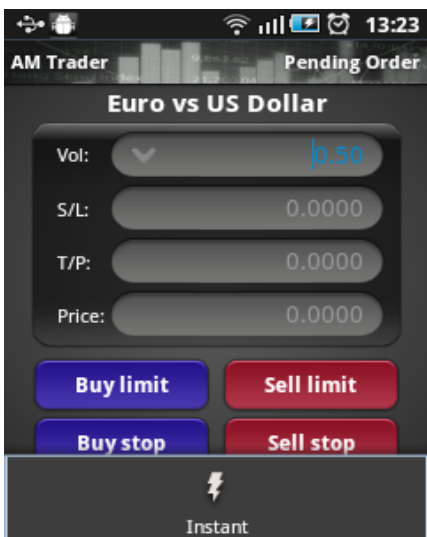 13:23
AM Trader Pending Order
Euro vs US Dollar
Vol: 0.50
S/L: 0.0000
T/P: 0.0000
Price: 0.0000
Buy limit Sell limit
Buy stop Sell stop
Instant